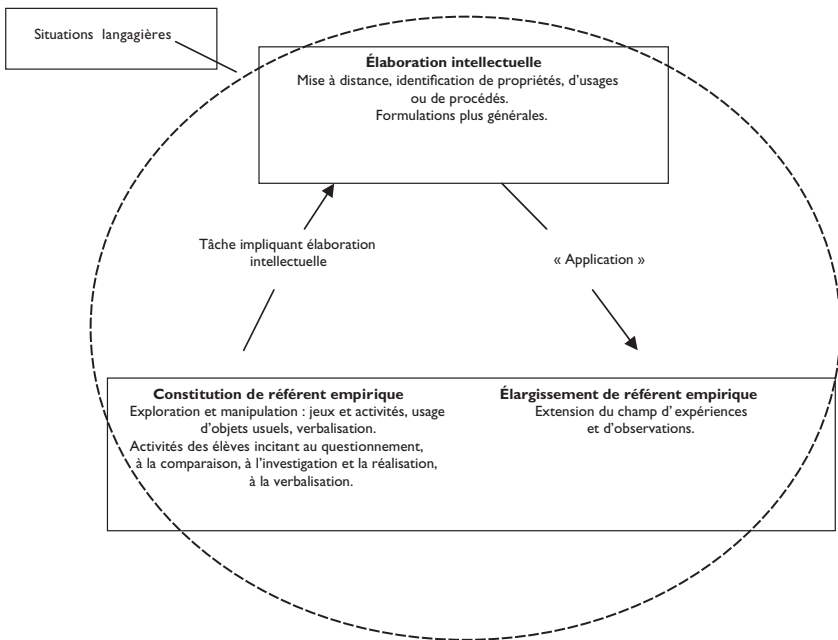 Situations langagières
Élaboration intellectuelle
Mise à distance, identification de propriétés, d'usages
ou de procédés.
Formulations plus générales.
Tâche impliquant élaboration
intellectuelle
« Application »
Constitution de référent empirique
Exploration et manipulation : jeux et activités, usage
d'objets usuels, verbalisation.
Activités des élèves incitant au questionnement,
à la comparaison, à l'investigation et la réalisation,
à la verbalisation.
Élargissement de référent empirique
Extension du champ d'expériences
et d'observations.